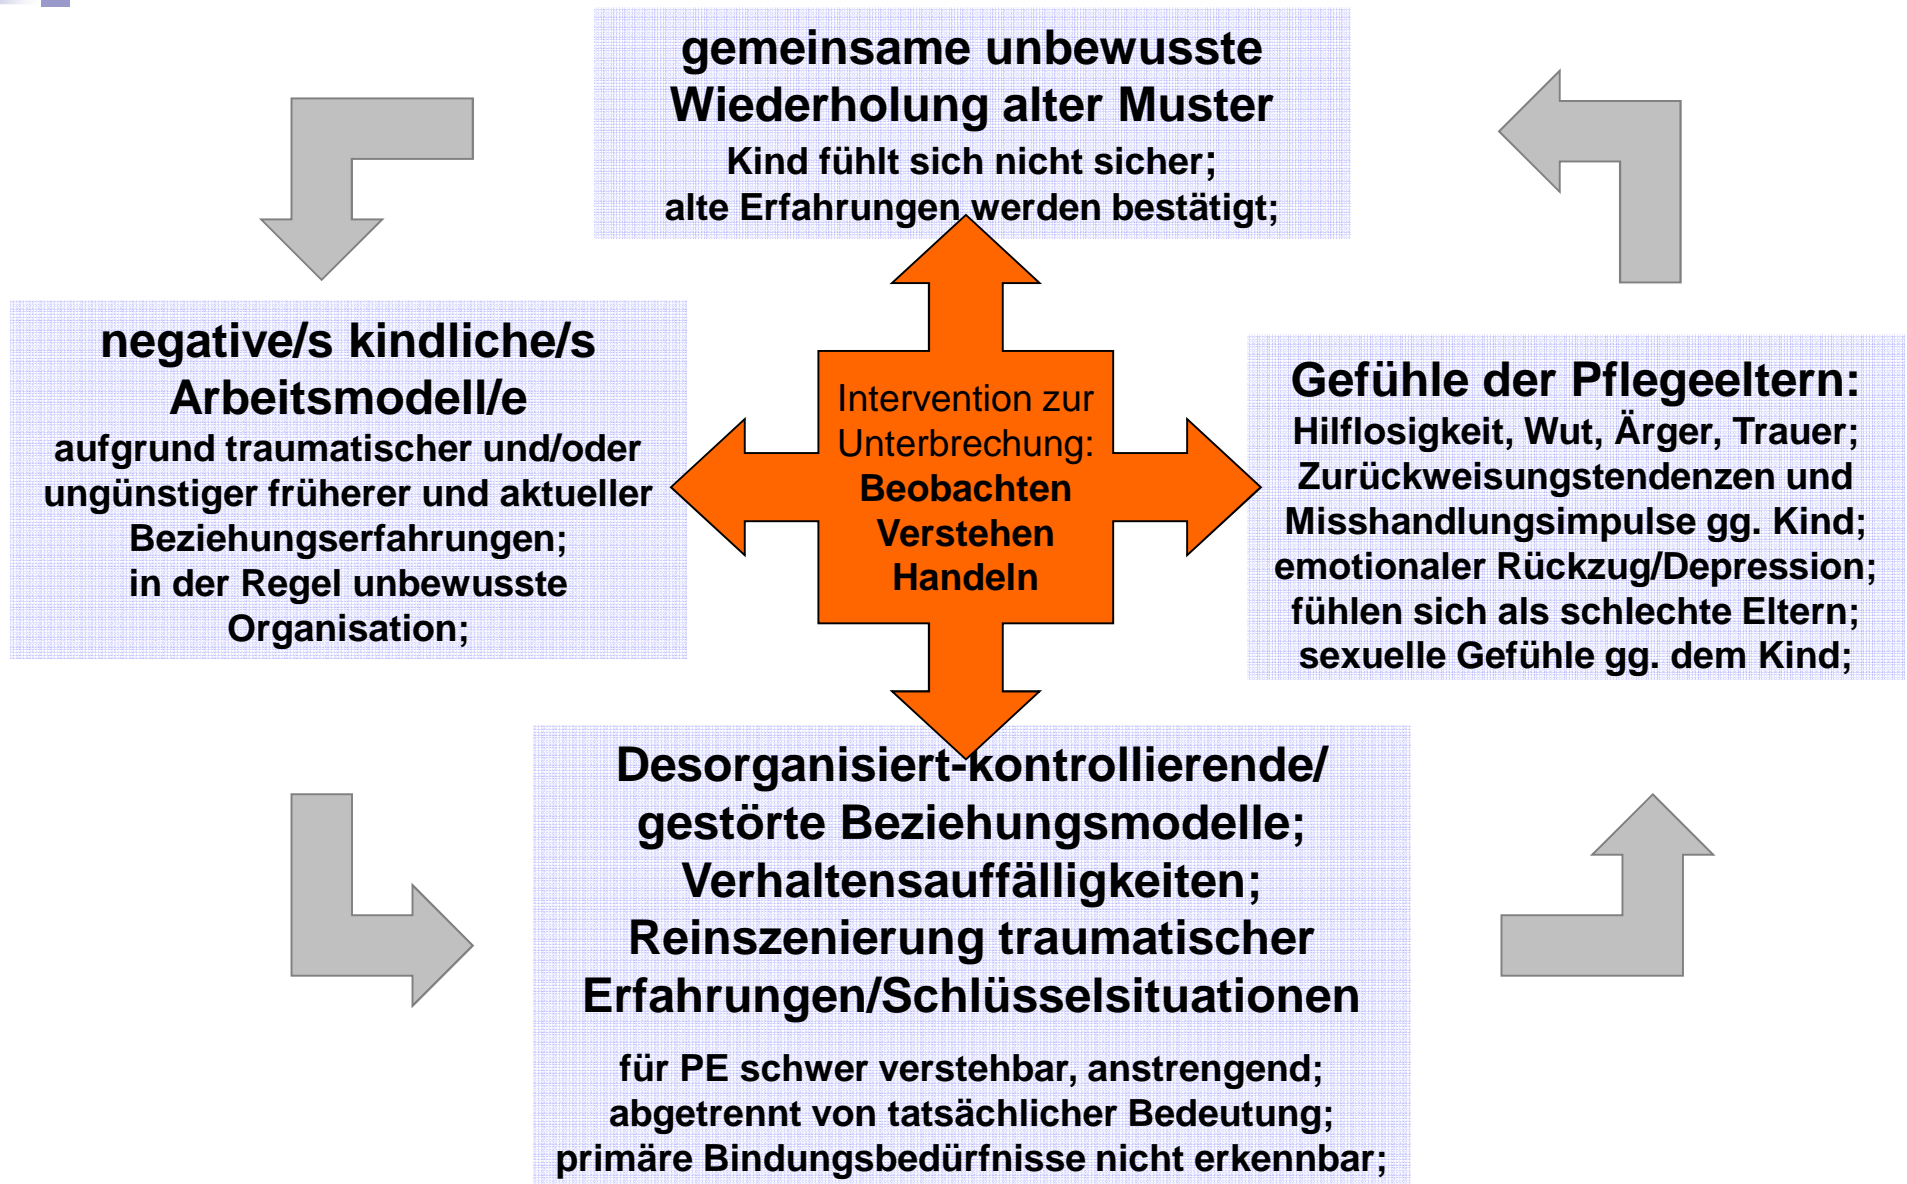 gemeinsame unbewusste
Wiederholung alter Muster
Kind fühlt sich nicht sicher;
alte Erfahrungen werden bestätigt;
negative/s kindliche/s
Arbeitsmodell/e
aufgrund traumatischer und/oder
ungünstiger früherer und aktueller
Beziehungserfahrungen;
in der Regel unbewusste
Organisation;
Intervention zur
Unterbrechung:
Beobachten
Verstehen
Handeln
Gefühle der Pflegeeltern:
Hilflosigkeit, Wut, Ärger, Trauer;
Zurückweisungstendenzen und
Misshandlungsimpulse gg. Kind;
emotionaler Rückzug/Depression;
fühlen sich als schlechte Eltern;
sexuelle Gefühle gg. dem Kind;
Desorganisiert-kontrollierende/
gestörte Beziehungsmodelle;
Verhaltensauffälligkeiten;
Reinszenierung traumatischer
Erfahrungen/Schlüsselsituationen
für PE schwer verstehbar, anstrengend;
abgetrennt von tatsächlicher Bedeutung;
primäre Bindungsbedürfnisse nicht erkennbar;